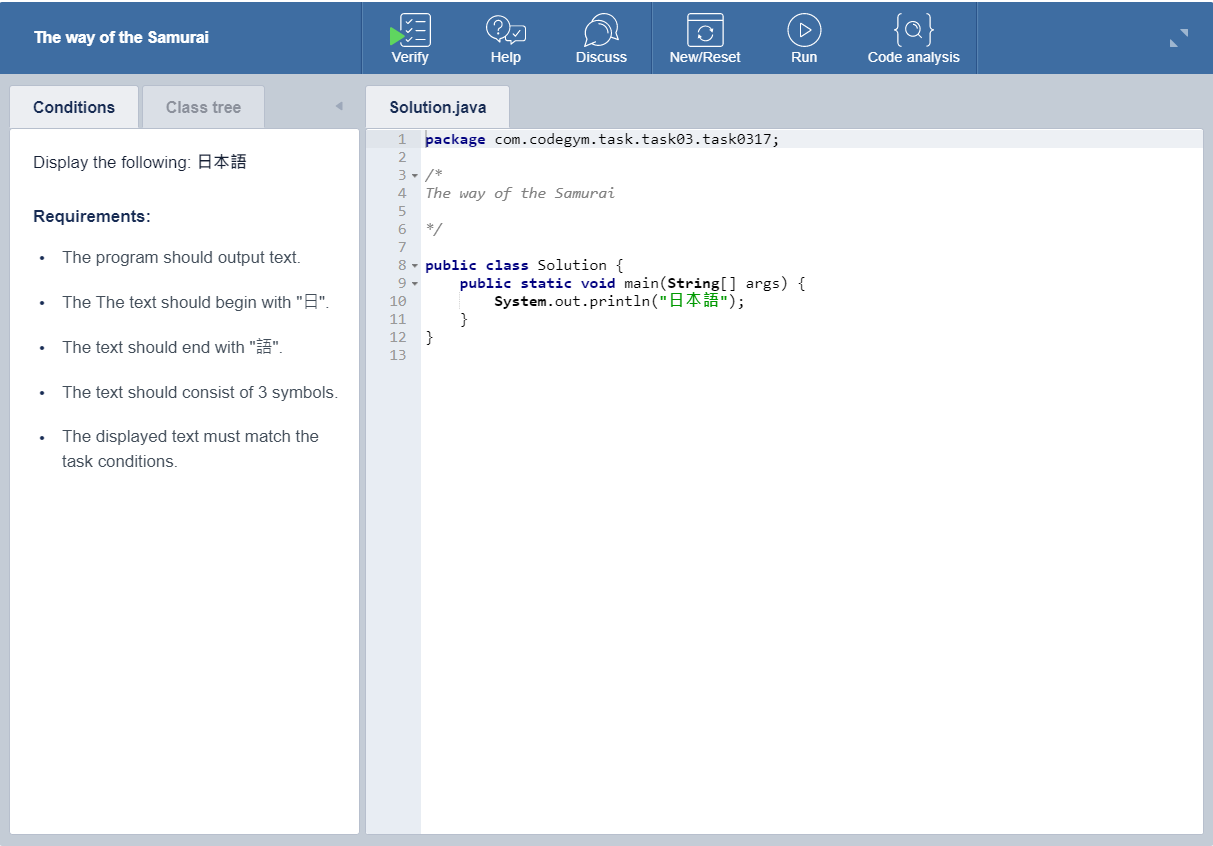 The way of the Samurai
Verify
Help
Discuss
New/Reset
Run
Code analysis
Conditions
Class tree
Display the following: 日本語
Requirements:
• The program should output text.
• The The text should begin with "日".
• The text should end with "語".
• The text should consist of 3 symbols.
• The displayed text must match the
task conditions.
Solution.java
1 package com.codegym.task.task03.task0317;
2
3 /*
4 The way of the Samurai
5
6 */
7
8 public class Solution {
9     public static void main(String[] args) {
10         System.out.println("日本語");
11     }
12 }
13